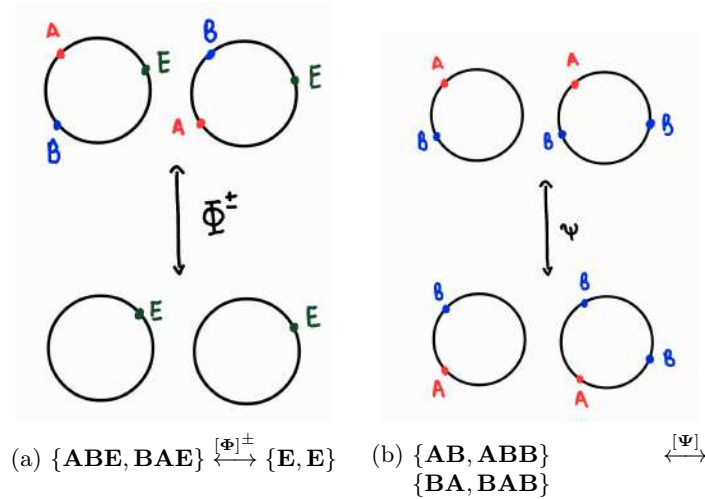 A B
E E
B A
Φ±
E E
A A
B B B
Ψ
B B
A A B
(a) {ABE, BAE} [Φ]± ⟷ {E, E}
(b) {AB, ABB} [Ψ] ⟷
{BA, BAB}